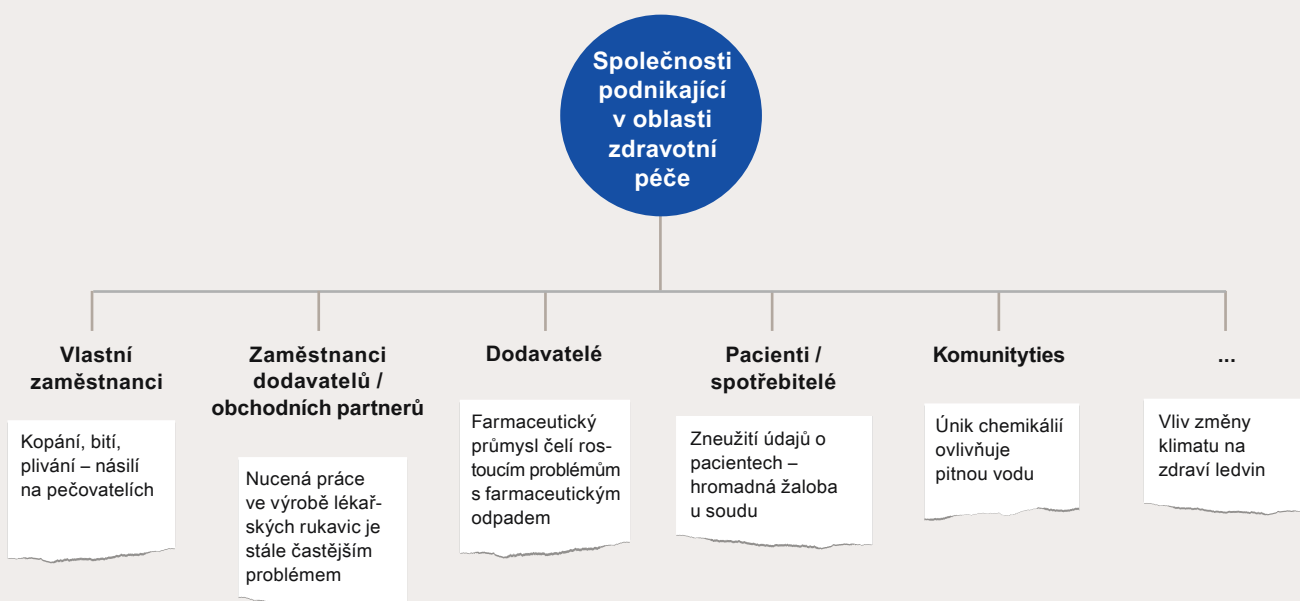 Společnosti
podnikající
v oblasti
zdravotní
péče
Vlastní
zaměstnanci
Kopání, bití,
plivání – násilí
na pečovatelích
Zaměstnanci
dodavatelů /
obchodních partnerů
Nucená práce
ve výrobě lékař-
ských rukavic je
stále častějším
problémem
Dodavatelé
Farmaceutický
průmysl čelí ros-
toucím problémům
s farmaceutickým
odpadem
Pacienti /
spotřebitelé
Zneužití údajů o
pacientech –
hromadná žaloba
u soudu
Komunityties
Únik chemikálií
ovlivňuje
pitnou vodu
...
Vliv změny
klimatu na
zdraví ledvin